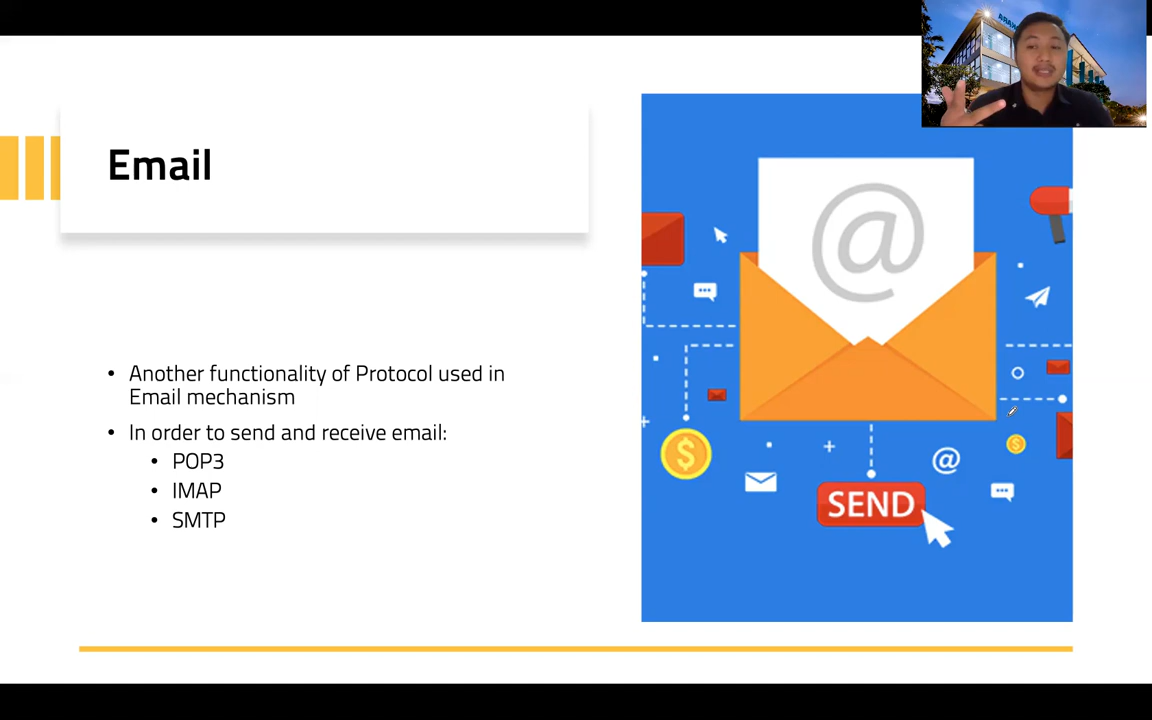 Email
• Another functionality of Protocol used in
Email mechanism
• In order to send and receive email:
• POP3
• IMAP
• SMTP
@
$
$
@
SEND